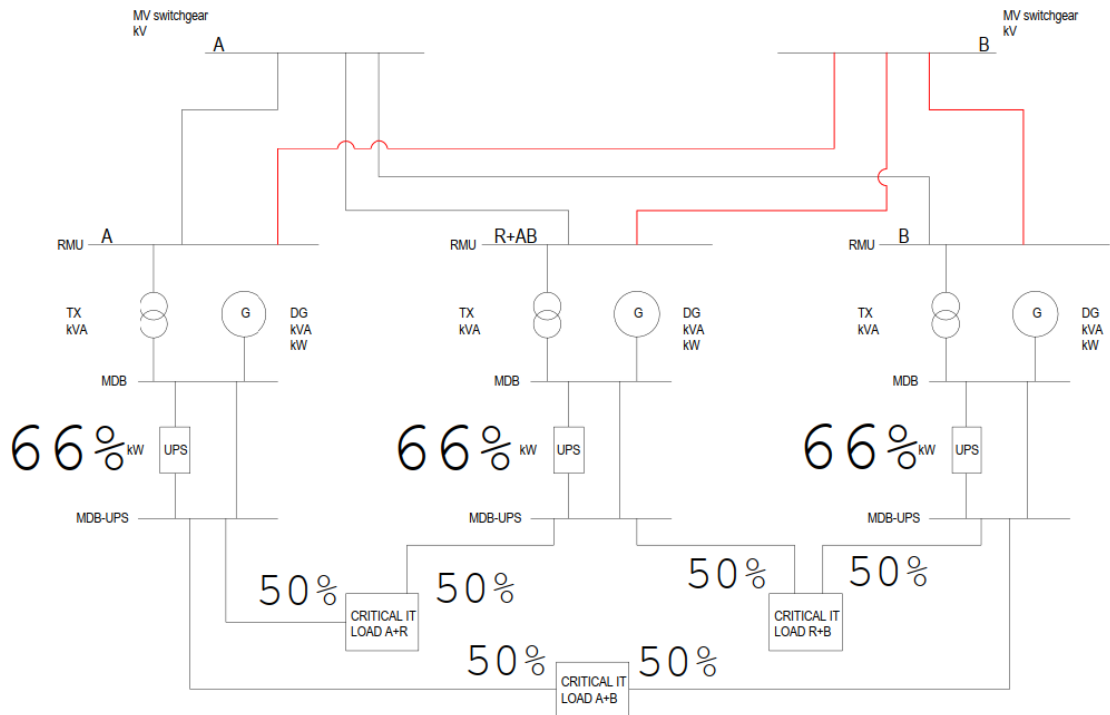 MV switchgear
kV
A
B
MV switchgear
kV
RMU
A
RMU
R+AB
RMU
B
TX
kVA
G
DG
kVA
kW
TX
kVA
G
DG
kVA
kW
TX
kVA
G
DG
kVA
kW
MDB
MDB
MDB
66% kW
UPS
66% kW
UPS
66% kW
UPS
MDB-UPS
MDB-UPS
MDB-UPS
50%
50%
50%
50%
CRITICAL IT
LOAD A+R
CRITICAL IT
LOAD R+B
50%
50%
CRITICAL IT
LOAD A+B